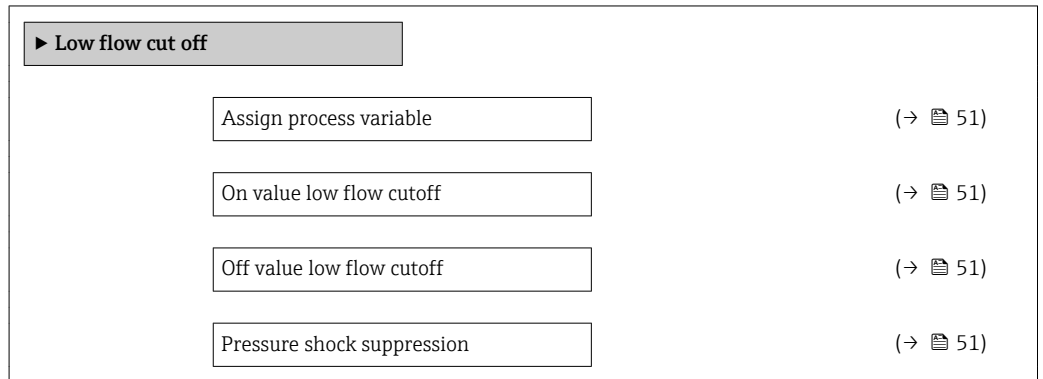 ► Low flow cut off
Assign process variable (→ 🖹 51)
On value low flow cutoff (→ 🖹 51)
Off value low flow cutoff (→ 🖹 51)
Pressure shock suppression (→ 🖹 51)